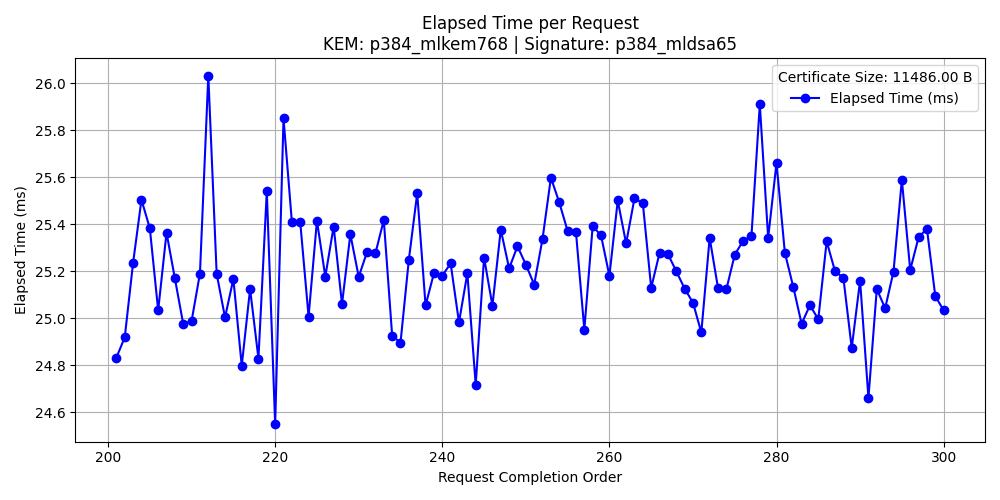 Elapsed Time per Request
KEM: p384_mlkem768 | Signature: p384_mldsa65
Certificate Size: 11486.00 B
Elapsed Time (ms)
Elapsed Time (ms)
26.0
25.8
25.6
25.4
25.2
25.0
24.8
24.6
200
220
240
260
280
300
Request Completion Order